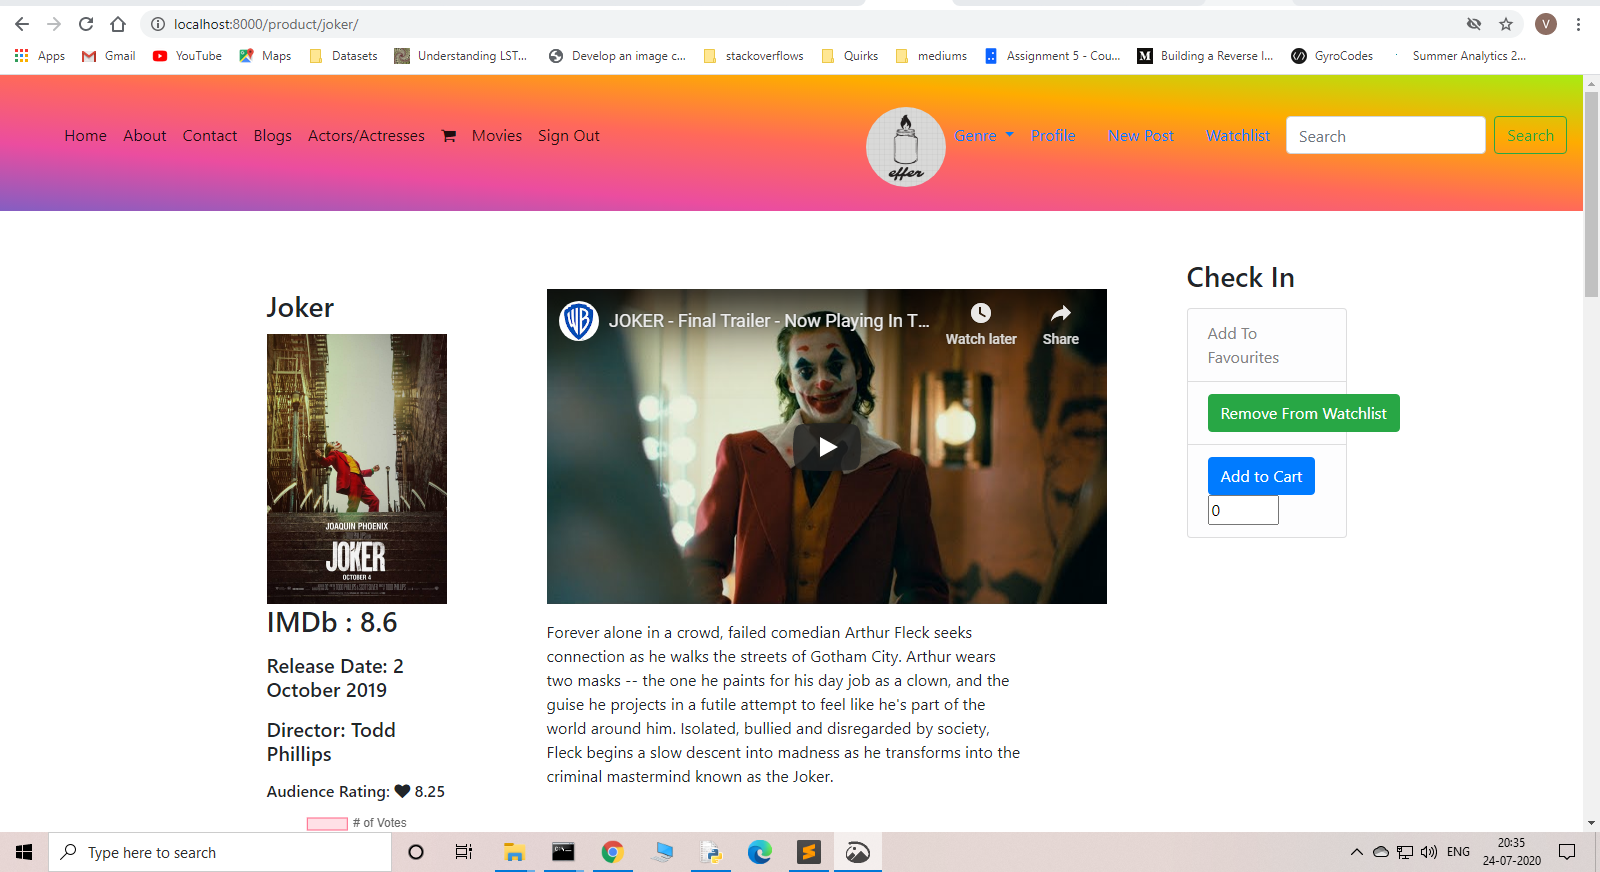 localhost:8000/product/joker/
V
Apps Gmail YouTube Maps Datasets Understanding LST... Develop an image c... stackoverflows Quirks mediums Assignment 5 - Cou... Building a Reverse I... GyroCodes Summer Analytics 2...
Home About Contact Blogs Actors/Actresses Movies Sign Out effer Genre Profile New Post Watchlist Search Search
Joker
JOAQUIN PHOENIX
JOKER
OCTOBER 4
IMDb : 8.6
Release Date: 2
October 2019
Director: Todd
Phillips
Audience Rating: 8.25
# of Votes
JOKER - Final Trailer - Now Playing In T...
Watch later Share
Forever alone in a crowd, failed comedian Arthur Fleck seeks
connection as he walks the streets of Gotham City. Arthur wears
two masks -- the one he paints for his day job as a clown, and the
guise he projects in a futile attempt to feel like he's part of the
world around him. Isolated, bullied and disregarded by society,
Fleck begins a slow descent into madness as he transforms into the
criminal mastermind known as the Joker.
Check In
Add To
Favourites
Remove From Watchlist
Add to Cart
0
Type here to search
ENG
20:35
24-07-2020